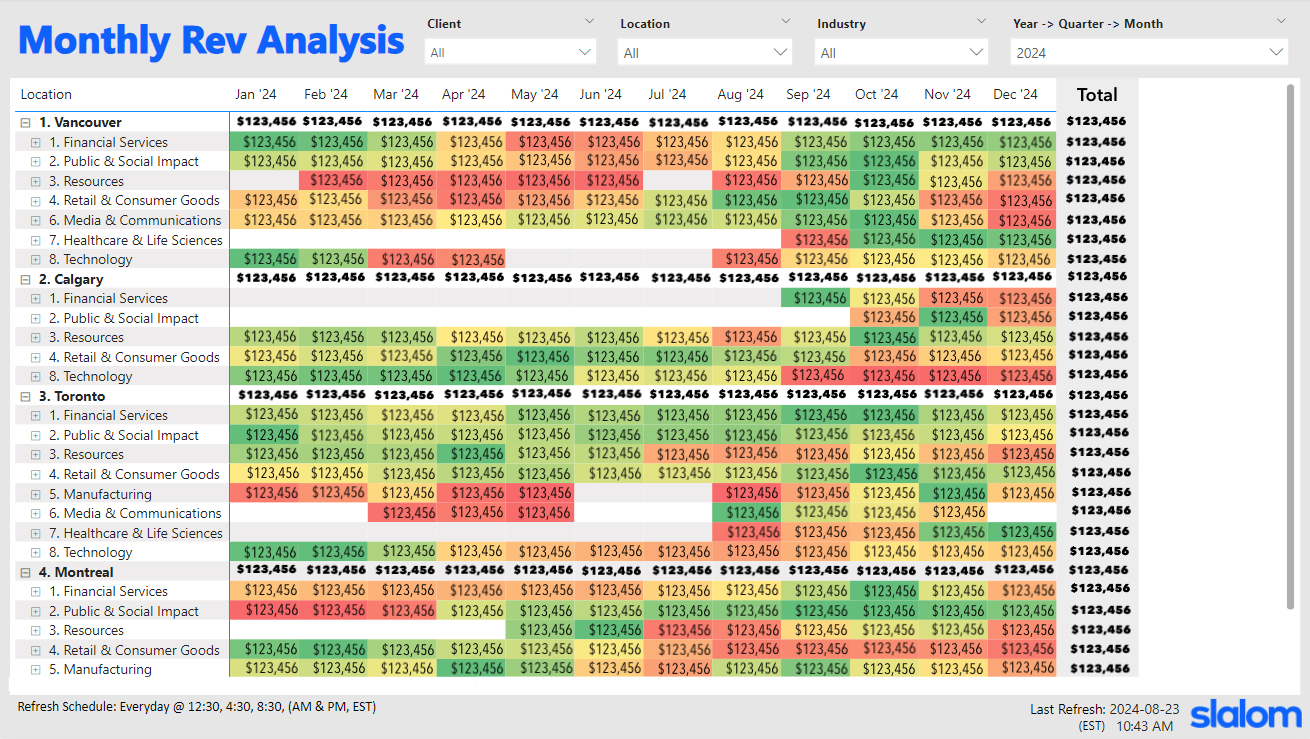 Monthly Rev Analysis
Client Location Industry Year -> Quarter -> Month
All All All 2024
Location Jan '24 Feb '24 Mar '24 Apr '24 May '24 Jun '24 Jul '24 Aug '24 Sep '24 Oct '24 Nov '24 Dec '24 Total
1. Vancouver $123,456 $123,456 $123,456 $123,456 $123,456 $123,456 $123,456 $123,456 $123,456 $123,456 $123,456 $123,456 $123,456
1. Financial Services $123,456 $123,456 $123,456 $123,456 $123,456 $123,456 $123,456 $123,456 $123,456 $123,456 $123,456 $123,456 $123,456
2. Public & Social Impact $123,456 $123,456 $123,456 $123,456 $123,456 $123,456 $123,456 $123,456 $123,456 $123,456 $123,456 $123,456 $123,456
3. Resources $123,456 $123,456 $123,456 $123,456 $123,456 $123,456 $123,456 $123,456 $123,456 $123,456 $123,456
4. Retail & Consumer Goods $123,456 $123,456 $123,456 $123,456 $123,456 $123,456 $123,456 $123,456 $123,456 $123,456 $123,456 $123,456 $123,456
6. Media & Communications $123,456 $123,456 $123,456 $123,456 $123,456 $123,456 $123,456 $123,456 $123,456 $123,456 $123,456 $123,456 $123,456
7. Healthcare & Life Sciences $123,456 $123,456 $123,456 $123,456 $123,456
8. Technology $123,456 $123,456 $123,456 $123,456 $123,456 $123,456 $123,456 $123,456 $123,456 $123,456
2. Calgary $123,456 $123,456 $123,456 $123,456 $123,456 $123,456 $123,456 $123,456 $123,456 $123,456 $123,456 $123,456 $123,456
1. Financial Services $123,456 $123,456 $123,456 $123,456 $123,456
2. Public & Social Impact $123,456 $123,456 $123,456 $123,456
3. Resources $123,456 $123,456 $123,456 $123,456 $123,456 $123,456 $123,456 $123,456 $123,456 $123,456 $123,456 $123,456 $123,456
4. Retail & Consumer Goods $123,456 $123,456 $123,456 $123,456 $123,456 $123,456 $123,456 $123,456 $123,456 $123,456 $123,456 $123,456 $123,456
8. Technology $123,456 $123,456 $123,456 $123,456 $123,456 $123,456 $123,456 $123,456 $123,456 $123,456 $123,456 $123,456 $123,456
3. Toronto $123,456 $123,456 $123,456 $123,456 $123,456 $123,456 $123,456 $123,456 $123,456 $123,456 $123,456 $123,456 $123,456
1. Financial Services $123,456 $123,456 $123,456 $123,456 $123,456 $123,456 $123,456 $123,456 $123,456 $123,456 $123,456 $123,456 $123,456
2. Public & Social Impact $123,456 $123,456 $123,456 $123,456 $123,456 $123,456 $123,456 $123,456 $123,456 $123,456 $123,456 $123,456 $123,456
3. Resources $123,456 $123,456 $123,456 $123,456 $123,456 $123,456 $123,456 $123,456 $123,456 $123,456 $123,456 $123,456 $123,456
4. Retail & Consumer Goods $123,456 $123,456 $123,456 $123,456 $123,456 $123,456 $123,456 $123,456 $123,456 $123,456 $123,456 $123,456 $123,456
5. Manufacturing $123,456 $123,456 $123,456 $123,456 $123,456 $123,456 $123,456 $123,456 $123,456 $123,456 $123,456
6. Media & Communications $123,456 $123,456 $123,456 $123,456 $123,456 $123,456 $123,456 $123,456
7. Healthcare & Life Sciences $123,456 $123,456 $123,456 $123,456 $123,456 $123,456
8. Technology $123,456 $123,456 $123,456 $123,456 $123,456 $123,456 $123,456 $123,456 $123,456 $123,456 $123,456 $123,456 $123,456
4. Montreal $123,456 $123,456 $123,456 $123,456 $123,456 $123,456 $123,456 $123,456 $123,456 $123,456 $123,456 $123,456 $123,456
1. Financial Services $123,456 $123,456 $123,456 $123,456 $123,456 $123,456 $123,456 $123,456 $123,456 $123,456 $123,456 $123,456 $123,456
2. Public & Social Impact $123,456 $123,456 $123,456 $123,456 $123,456 $123,456 $123,456 $123,456 $123,456 $123,456 $123,456 $123,456 $123,456
3. Resources $123,456 $123,456 $123,456 $123,456 $123,456 $123,456 $123,456 $123,456 $123,456
4. Retail & Consumer Goods $123,456 $123,456 $123,456 $123,456 $123,456 $123,456 $123,456 $123,456 $123,456 $123,456 $123,456 $123,456 $123,456
5. Manufacturing $123,456 $123,456 $123,456 $123,456 $123,456 $123,456 $123,456 $123,456 $123,456 $123,456 $123,456 $123,456 $123,456
Refresh Schedule: Everyday @ 12:30, 4:30, 8:30, (AM & PM, EST)
Last Refresh: 2024-08-23
(EST) 10:43 AM
slalom